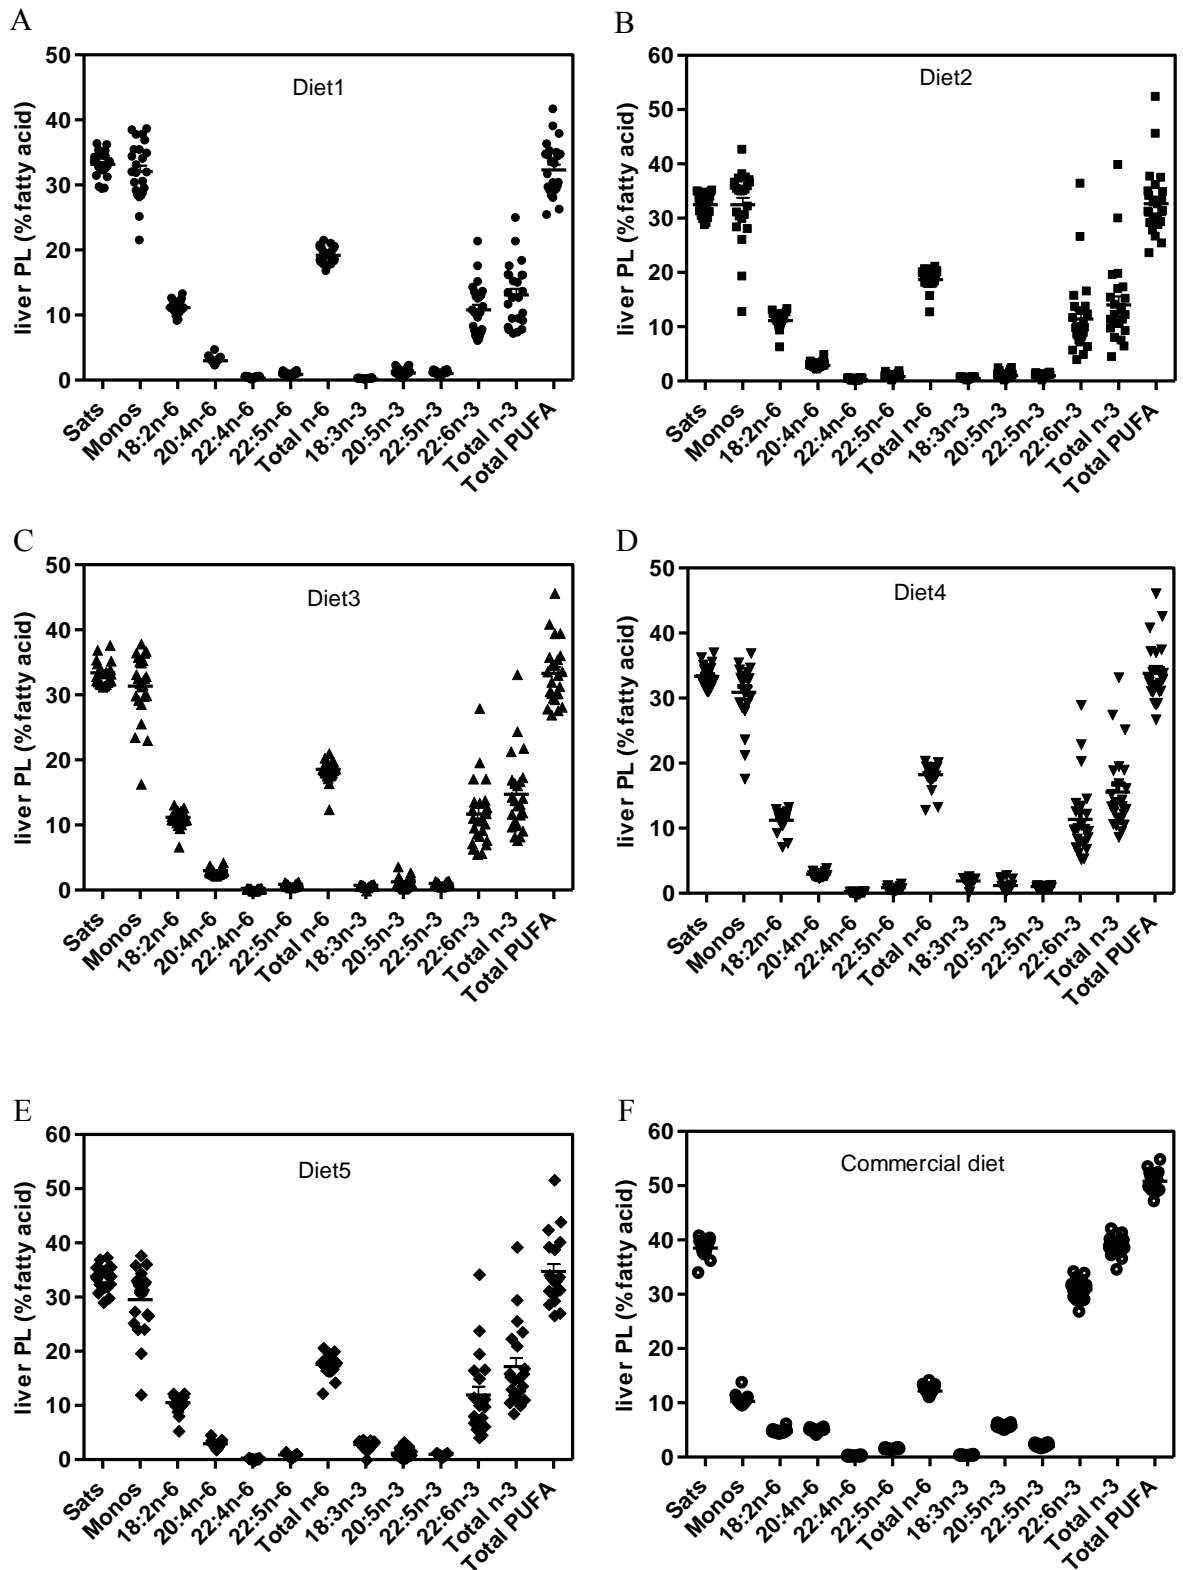 A
liver PL (%fatty acid)
Diet1
50
40
30
20
10
0
Sats
Monos
18:2n-6
20:4n-6
22:4n-6
22:5n-6
Total n-6
18:3n-3
20:5n-3
22:5n-3
22:6n-3
Total n-3
Total PUFA
B
liver PL (%fatty acid)
Diet2
60
50
40
30
20
10
0
Sats
Monos
18:2n-6
20:4n-6
22:4n-6
22:5n-6
Total n-6
18:3n-3
20:5n-3
22:5n-3
22:6n-3
Total n-3
Total PUFA
C
liver PL (%fatty acid)
Diet3
50
40
30
20
10
0
Sats
Monos
18:2n-6
20:4n-6
22:4n-6
22:5n-6
Total n-6
18:3n-3
20:5n-3
22:5n-3
22:6n-3
Total n-3
Total PUFA
D
liver PL (%fatty acid)
Diet4
50
40
30
20
10
0
Sats
Monos
18:2n-6
20:4n-6
22:4n-6
22:5n-6
Total n-6
18:3n-3
20:5n-3
22:5n-3
22:6n-3
Total n-3
Total PUFA
E
liver PL (%fatty acid)
Diet5
60
50
40
30
20
10
0
Sats
Monos
18:2n-6
20:4n-6
22:4n-6
22:5n-6
Total n-6
18:3n-3
20:5n-3
22:5n-3
22:6n-3
Total n-3
Total PUFA
F
liver PL (%fatty acid)
Commercial diet
60
50
40
30
20
10
0
Sats
Monos
18:2n-6
20:4n-6
22:4n-6
22:5n-6
Total n-6
18:3n-3
20:5n-3
22:5n-3
22:6n-3
Total n-3
Total PUFA